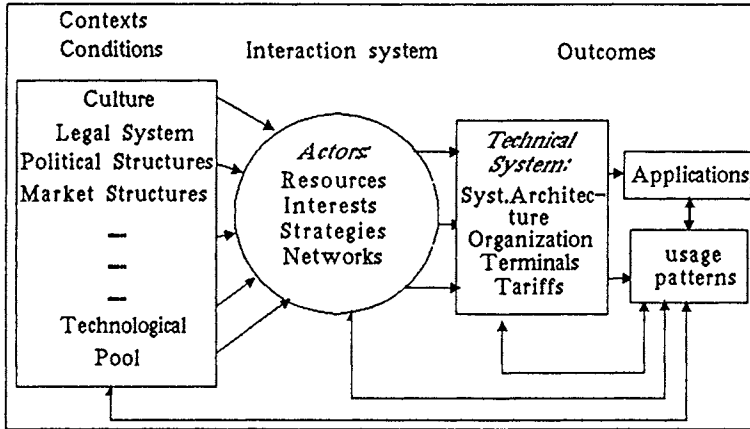 Contexts
Conditions
Interaction system
Outcomes
Culture
Legal System
Political Structures
Market Structures
—
—
—
Technological
Pool
Actors:
Resources
Interests
Strategies
Networks
Technical
System:
Syst.Architec-
ture
Organization
Terminals
Tariffs
Applications
usage
patterns